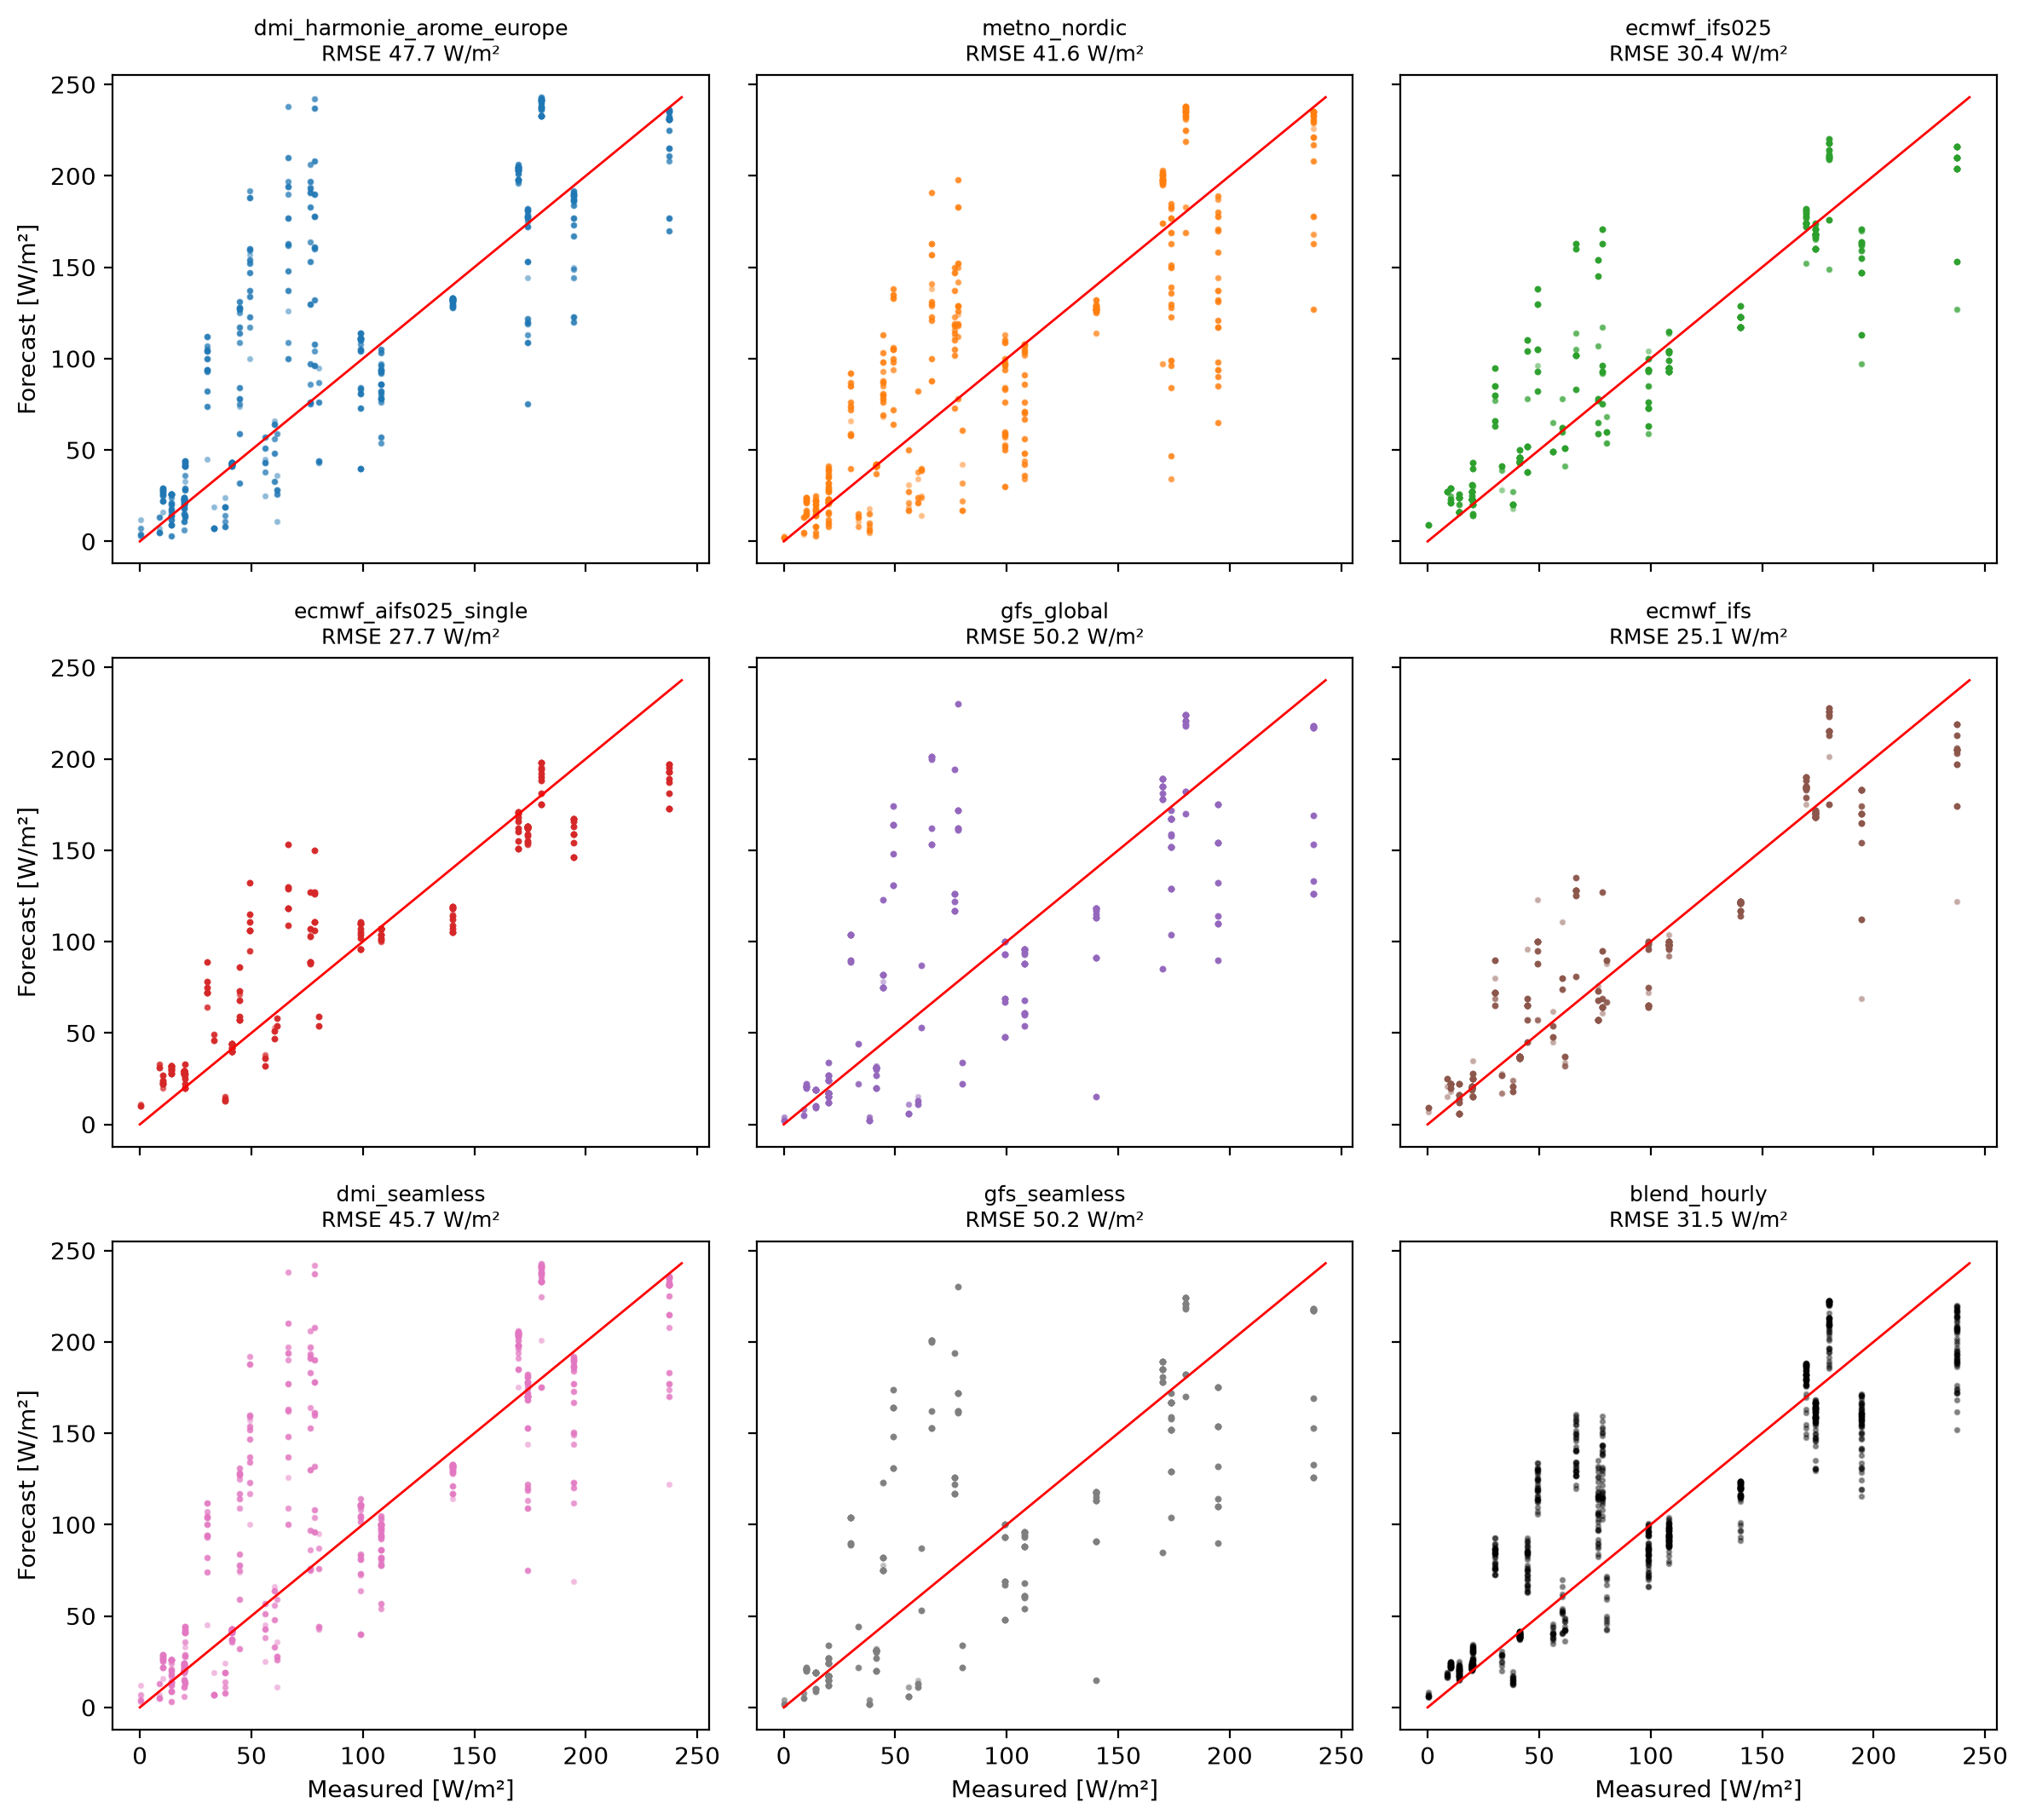 dmi_harmonie_arome_europe
RMSE 47.7 W/m²
metno_nordic
RMSE 41.6 W/m²
ecmwf_ifs025
RMSE 30.4 W/m²
250
200
150
100
50
0
Forecast [W/m²]
ecmwf_aifs025_single
RMSE 27.7 W/m²
gfs_global
RMSE 50.2 W/m²
ecmwf_ifs
RMSE 25.1 W/m²
250
200
150
100
50
0
Forecast [W/m²]
dmi_seamless
RMSE 45.7 W/m²
gfs_seamless
RMSE 50.2 W/m²
blend_hourly
RMSE 31.5 W/m²
250
200
150
100
50
0
Forecast [W/m²]
0 50 100 150 200 250
0 50 100 150 200 250
0 50 100 150 200 250
Measured [W/m²]
Measured [W/m²]
Measured [W/m²]